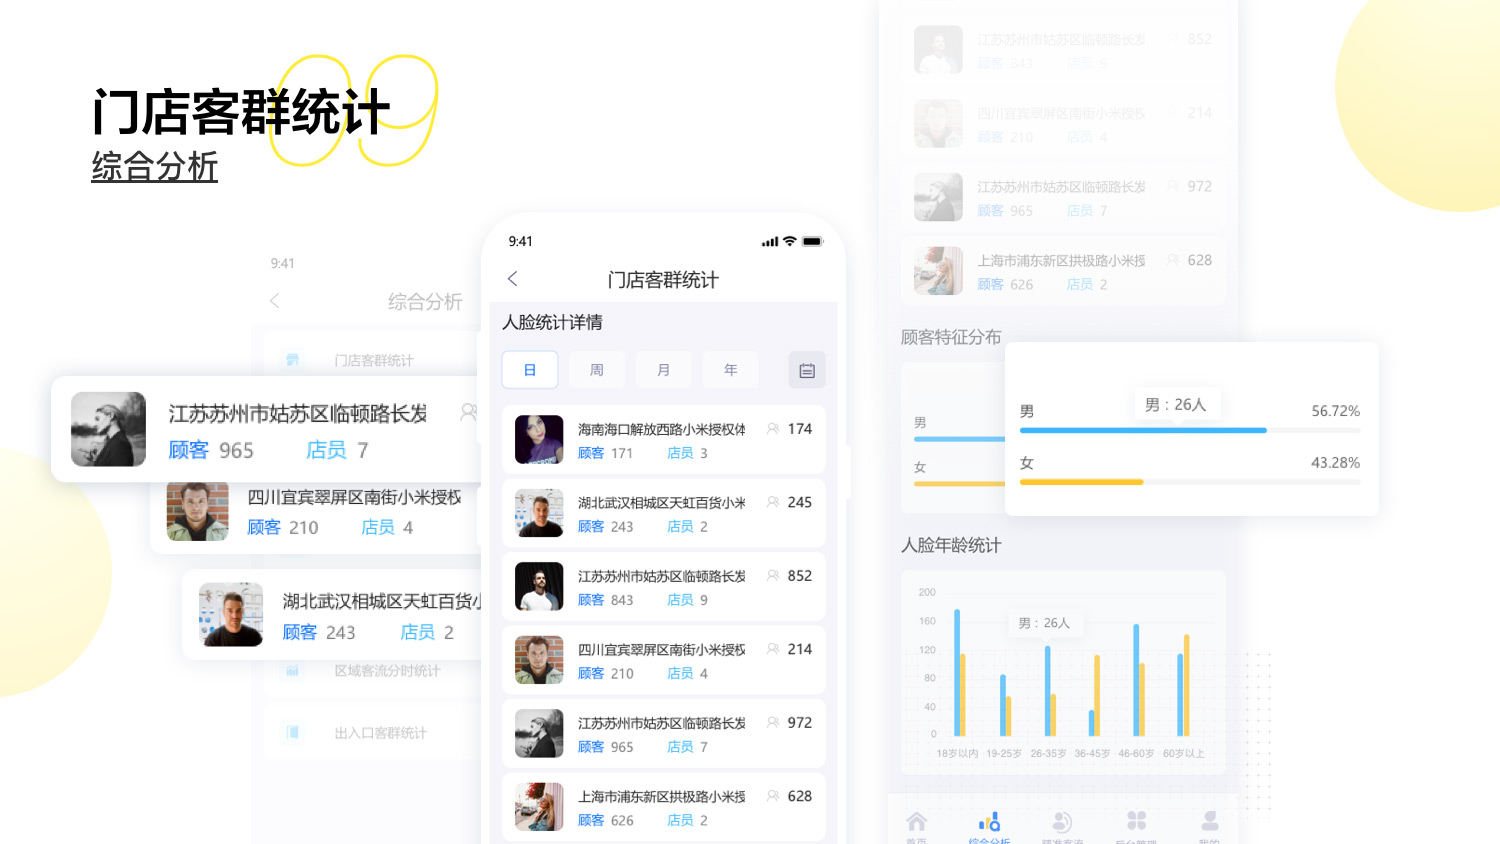 门店客群统计
09
综合分析
9:41
综合分析
门店客群统计
江苏苏州市姑苏区临顿路长发
顾客 965 店员 7
四川宜宾翠屏区南街小米授权
顾客 210 店员 4
湖北武汉相城区天虹百货小
顾客 243 店员 2
区域客流分时统计
出入口客群统计
9:41
门店客群统计
人脸统计详情
日 周 月 年
海南海口解放西路小米授权体 174
顾客 171 店员 3
湖北武汉相城区天虹百货小米 245
顾客 243 店员 2
江苏苏州市姑苏区临顿路长发 852
顾客 843 店员 9
四川宜宾翠屏区南街小米授权 214
顾客 210 店员 4
江苏苏州市姑苏区临顿路长发 972
顾客 965 店员 7
上海市浦东新区拱极路小米授 628
顾客 626 店员 2
江苏苏州市姑苏区临顿路长发 852
顾客 843 店员 9
四川宜宾翠屏区南街小米授权 214
顾客 210 店员 4
江苏苏州市姑苏区临顿路长发 972
顾客 965 店员 7
上海市浦东新区拱极路小米授 628
顾客 626 店员 2
顾客特征分布
男
女
男：26人
男 56.72%
女 43.28%
人脸年龄统计
200
160
120
80
40
0
男：26人
18岁以内 19-25岁 26-35岁 36-45岁 46-60岁 60岁以上
首页 综合分析 精准客流 后台管理 我的